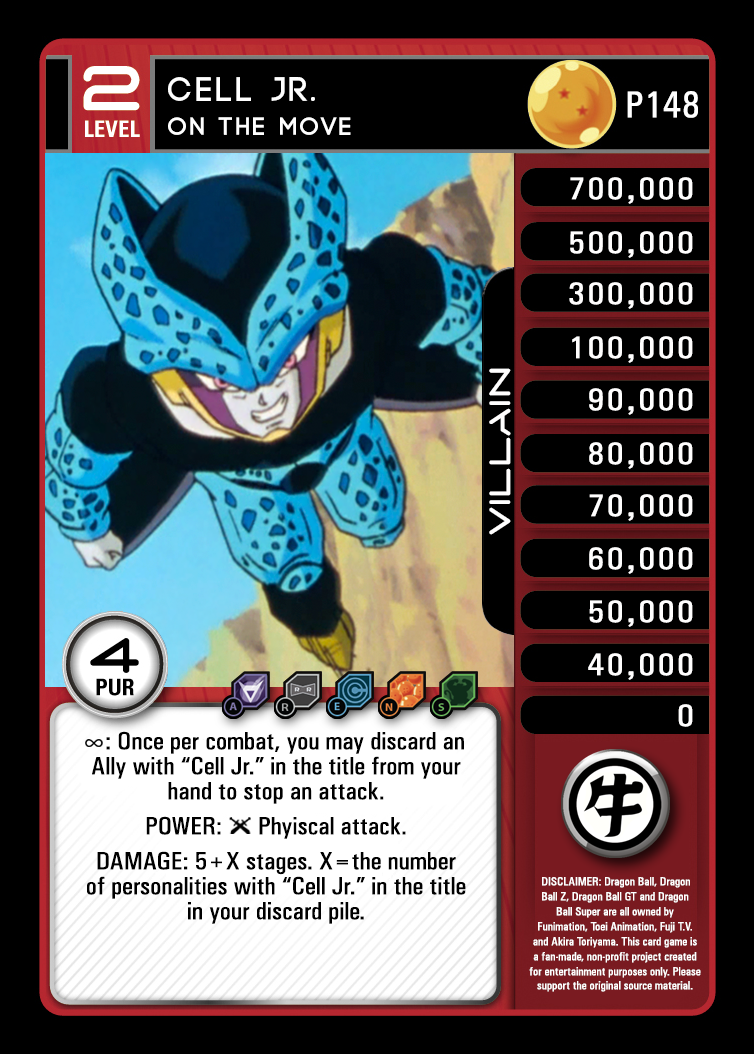 2
LEVEL
CELL JR.
ON THE MOVE
P148
700,000
500,000
300,000
100,000
90,000
80,000
70,000
60,000
50,000
40,000
0
VILLAIN
4
PUR
A R E N S
∞: Once per combat, you may discard an
Ally with “Cell Jr.” in the title from your
hand to stop an attack.
POWER: Phyiscal attack.
DAMAGE: 5+X stages. X=the number
of personalities with “Cell Jr.” in the title
in your discard pile.
牛
DISCLAIMER: Dragon Ball, Dragon
Ball Z, Dragon Ball GT and Dragon
Ball Super are all owned by
Funimation, Toei Animation, Fuji T.V.
and Akira Toriyama. This card game is
a fan-made, non-profit project created
for entertainment purposes only. Please
support the original source material.